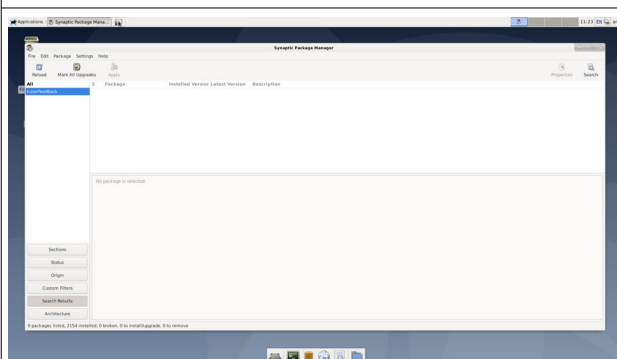 Applications
Synaptic Package Mana...
11:23 EN
Synaptic Package Manager
File Edit Package Settings Help
Reload Mark All Upgrades Apply Properties Search
All S Package Installed Version Latest Version Description
kuserfeedback
No package is selected.
Sections
Status
Origin
Custom Filters
Search Results
Architecture
0 packages listed, 2154 installed, 0 broken. 0 to install/upgrade, 0 to remove